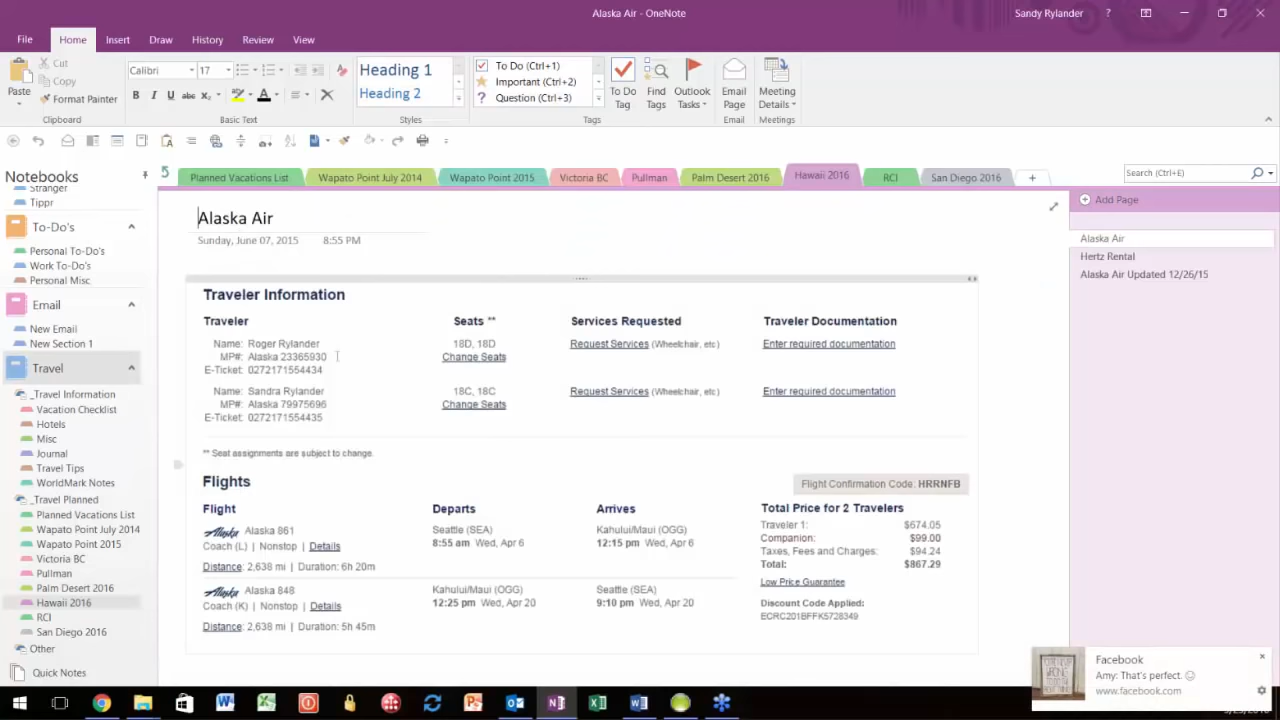 Alaska Air - OneNote
Sandy Rylander
?
File Home Insert Draw History Review View
Paste
Cut
Copy
Format Painter
Clipboard
Calibri 17
B I U abc X₂ A
Basic Text
Heading 1
Heading 2
Styles
To Do (Ctrl+1)
Important (Ctrl+2)
? Question (Ctrl+3)
To Do Tag
Find Tags
Outlook Tasks
Tags
Email Page
Email
Meeting Details
Meetings
Notebooks
Planned Vacations List Wapato Point July 2014 Wapato Point 2015 Victoria BC Pullman Palm Desert 2016 Hawaii 2016 RCI San Diego 2016 +
Search (Ctrl+E)
Stranger
Tippr
To-Do's
Personal To-Do's
Work To-Do's
Personal Misc
Email
New Email
New Section 1
Travel
_Travel Information
Vacation Checklist
Hotels
Misc
Journal
Travel Tips
WorldMark Notes
_Travel Planned
Planned Vacations List
Wapato Point July 2014
Wapato Point 2015
Victoria BC
Pullman
Palm Desert 2016
Hawaii 2016
RCI
San Diego 2016
Other
Quick Notes
Alaska Air
Sunday, June 07, 2015 8:55 PM
Traveler Information
Traveler Seats ** Services Requested Traveler Documentation
Name: Roger Rylander 18D, 18D Request Services (Wheelchair, etc) Enter required documentation
MP#: Alaska 23365930 Change Seats
E-Ticket: 0272171554434
Name: Sandra Rylander 18C, 18C Request Services (Wheelchair, etc) Enter required documentation
MP#: Alaska 79975696 Change Seats
E-Ticket: 0272171554435
** Seat assignments are subject to change.
Flights
Flight Confirmation Code: HRRNFB
Flight Departs Arrives Total Price for 2 Travelers
Alaska Alaska 861 Seattle (SEA) Kahului/Maui (OGG)
Coach (L) | Nonstop | Details 8:55 am Wed, Apr 6 12:15 pm Wed, Apr 6
Distance: 2,638 mi | Duration: 6h 20m
Traveler 1: $674.05
Companion: $99.00
Taxes, Fees and Charges: $94.24
Total: $867.29
Low Price Guarantee
Alaska Alaska 848 Kahului/Maui (OGG) Seattle (SEA)
Coach (K) | Nonstop | Details 12:25 pm Wed, Apr 20 9:10 pm Wed, Apr 20
Distance: 2,638 mi | Duration: 5h 45m
Discount Code Applied:
ECRC201BFFK5728349
Add Page
Alaska Air
Hertz Rental
Alaska Air Updated 12/26/15
Facebook
Amy: That's perfect.
www.facebook.com